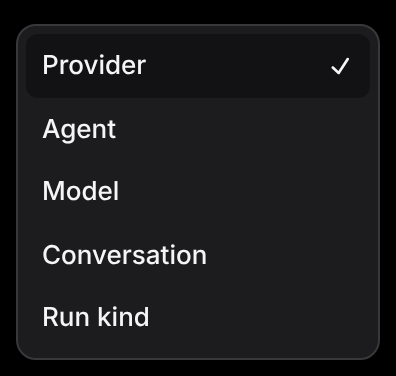 Provider
Agent
Model
Conversation
Run kind